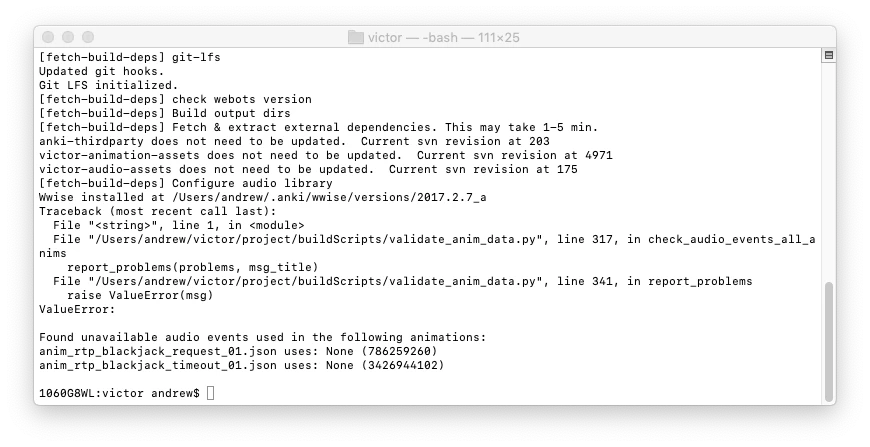 victor — -bash — 111×25
[fetch-build-deps] git-lfs
Updated git hooks.
Git LFS initialized.
[fetch-build-deps] check webots version
[fetch-build-deps] Build output dirs
[fetch-build-deps] Fetch & extract external dependencies. This may take 1-5 min.
anki-thirdparty does not need to be updated.  Current svn revision at 203
victor-animation-assets does not need to be updated.  Current svn revision at 4971
victor-audio-assets does not need to be updated.  Current svn revision at 175
[fetch-build-deps] Configure audio library
Wwise installed at /Users/andrew/.anki/wwise/versions/2017.2.7_a
Traceback (most recent call last):
  File "<string>", line 1, in <module>
  File "/Users/andrew/victor/project/buildScripts/validate_anim_data.py", line 317, in check_audio_events_all_a
nims
    report_problems(problems, msg_title)
  File "/Users/andrew/victor/project/buildScripts/validate_anim_data.py", line 341, in report_problems
    raise ValueError(msg)
ValueError:
Found unavailable audio events used in the following animations:
anim_rtp_blackjack_request_01.json uses: None (786259260)
anim_rtp_blackjack_timeout_01.json uses: None (3426944102)
1060G8WL:victor andrew$